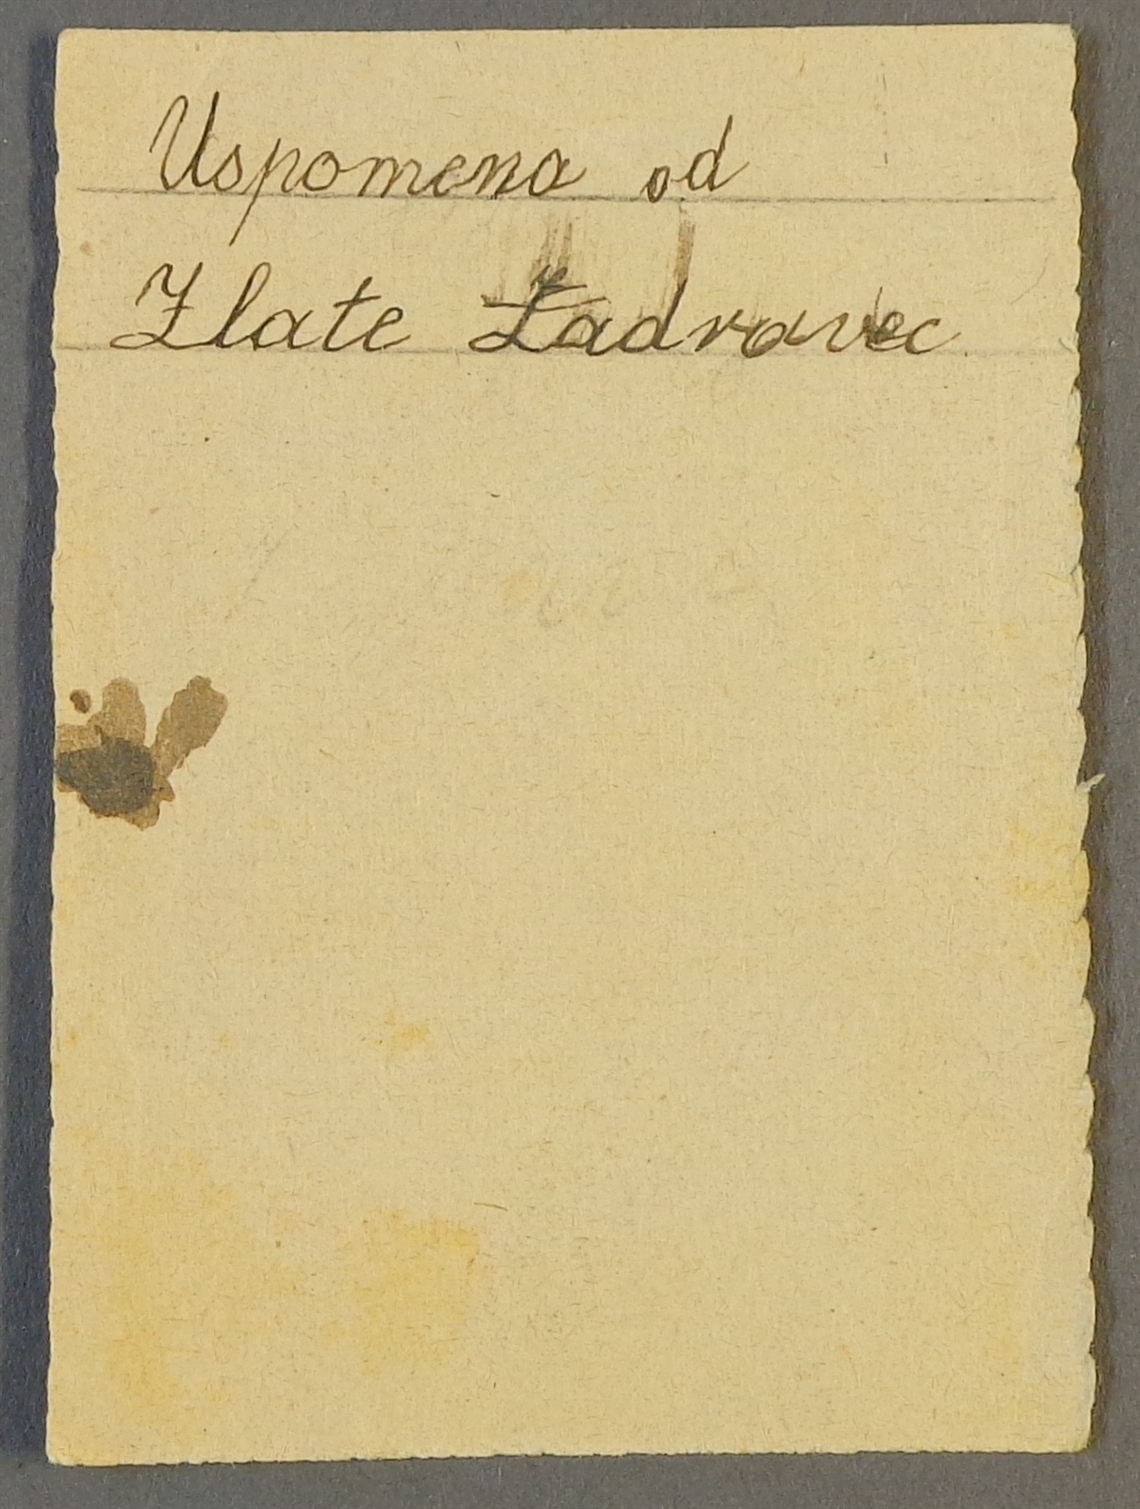 Uspomena od
Zlate Zadravec